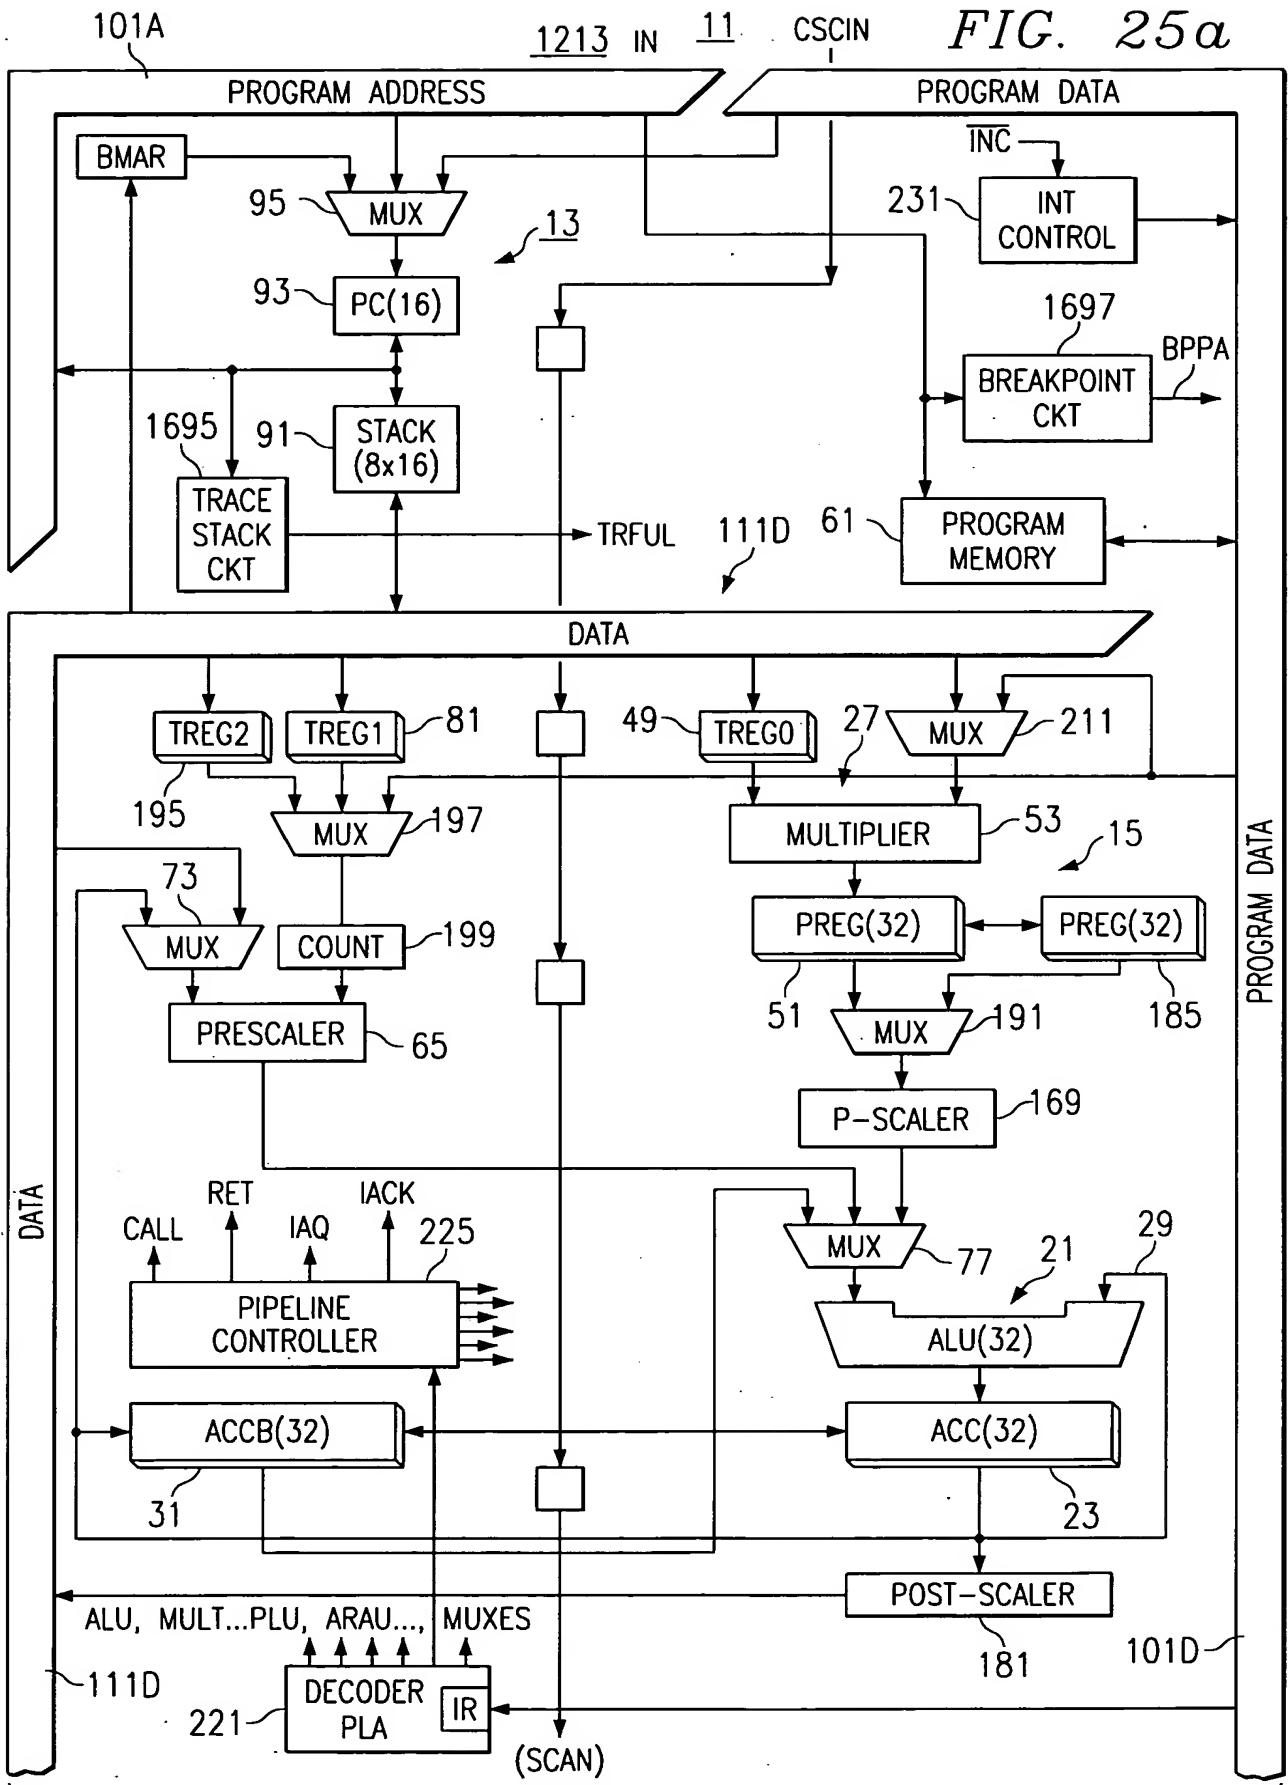 101A
1213 IN
11
CSCIN
FIG. 25a
PROGRAM ADDRESS
PROGRAM DATA
BMAR
INC
95
MUX
13
231
INT
CONTROL
93
PC(16)
1697
BPPA
BREAKPOINT
CKT
1695
91
STACK
(8x16)
TRACE
STACK
CKT
TRFUL
111D
61
PROGRAM
MEMORY
DATA
TREG2
TREG1
81
49
TREG0
27
MUX
211
195
MUX
197
MULTIPLIER
53
15
73
MUX
COUNT
199
PREG(32)
PREG(32)
PROGRAM DATA
51
185
PRESCALER
65
MUX
191
P-SCALER
169
DATA
CALL
RET
IAQ
IACK
225
MUX
77
21
29
PIPELINE
CONTROLLER
ALU(32)
ACCB(32)
ACC(32)
31
23
POST-SCALER
181
101D
ALU, MULT...PLU, ARAU..., MUXES
111D
221
DECODER
PLA
IR
(SCAN)